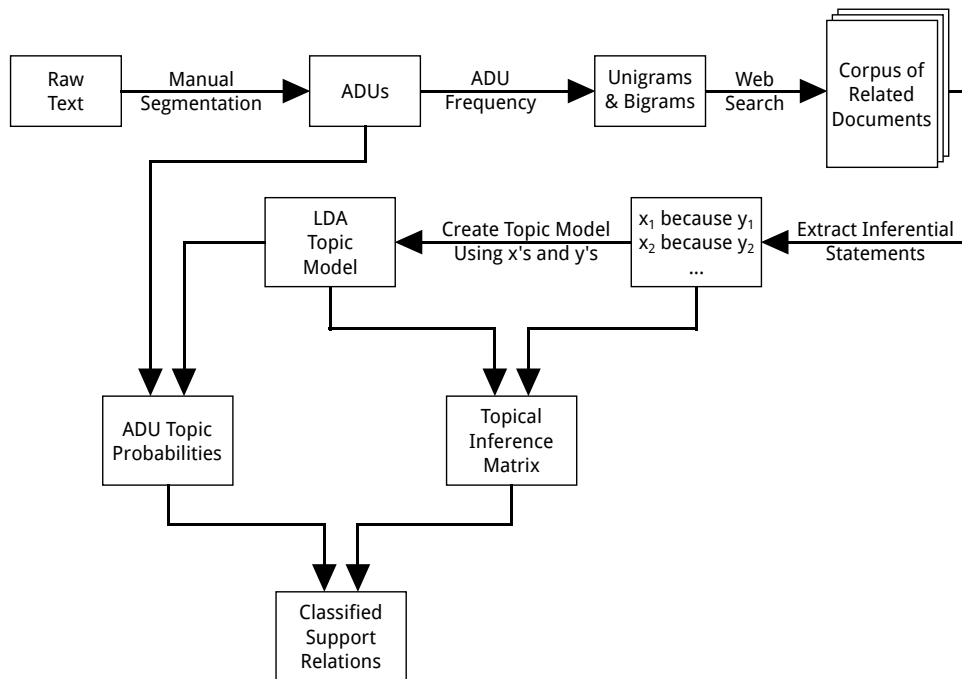 Raw
Text
Manual
Segmentation
ADUs
ADU
Frequency
Unigrams
& Bigrams
Web
Search
Corpus of
Related
Documents
LDA
Topic
Model
Create Topic Model
Using x's and y's
x₁ because y₁
x₂ because y₂
...
Extract Inferential
Statements
ADU Topic
Probabilities
Topical
Inference
Matrix
Classified
Support
Relations